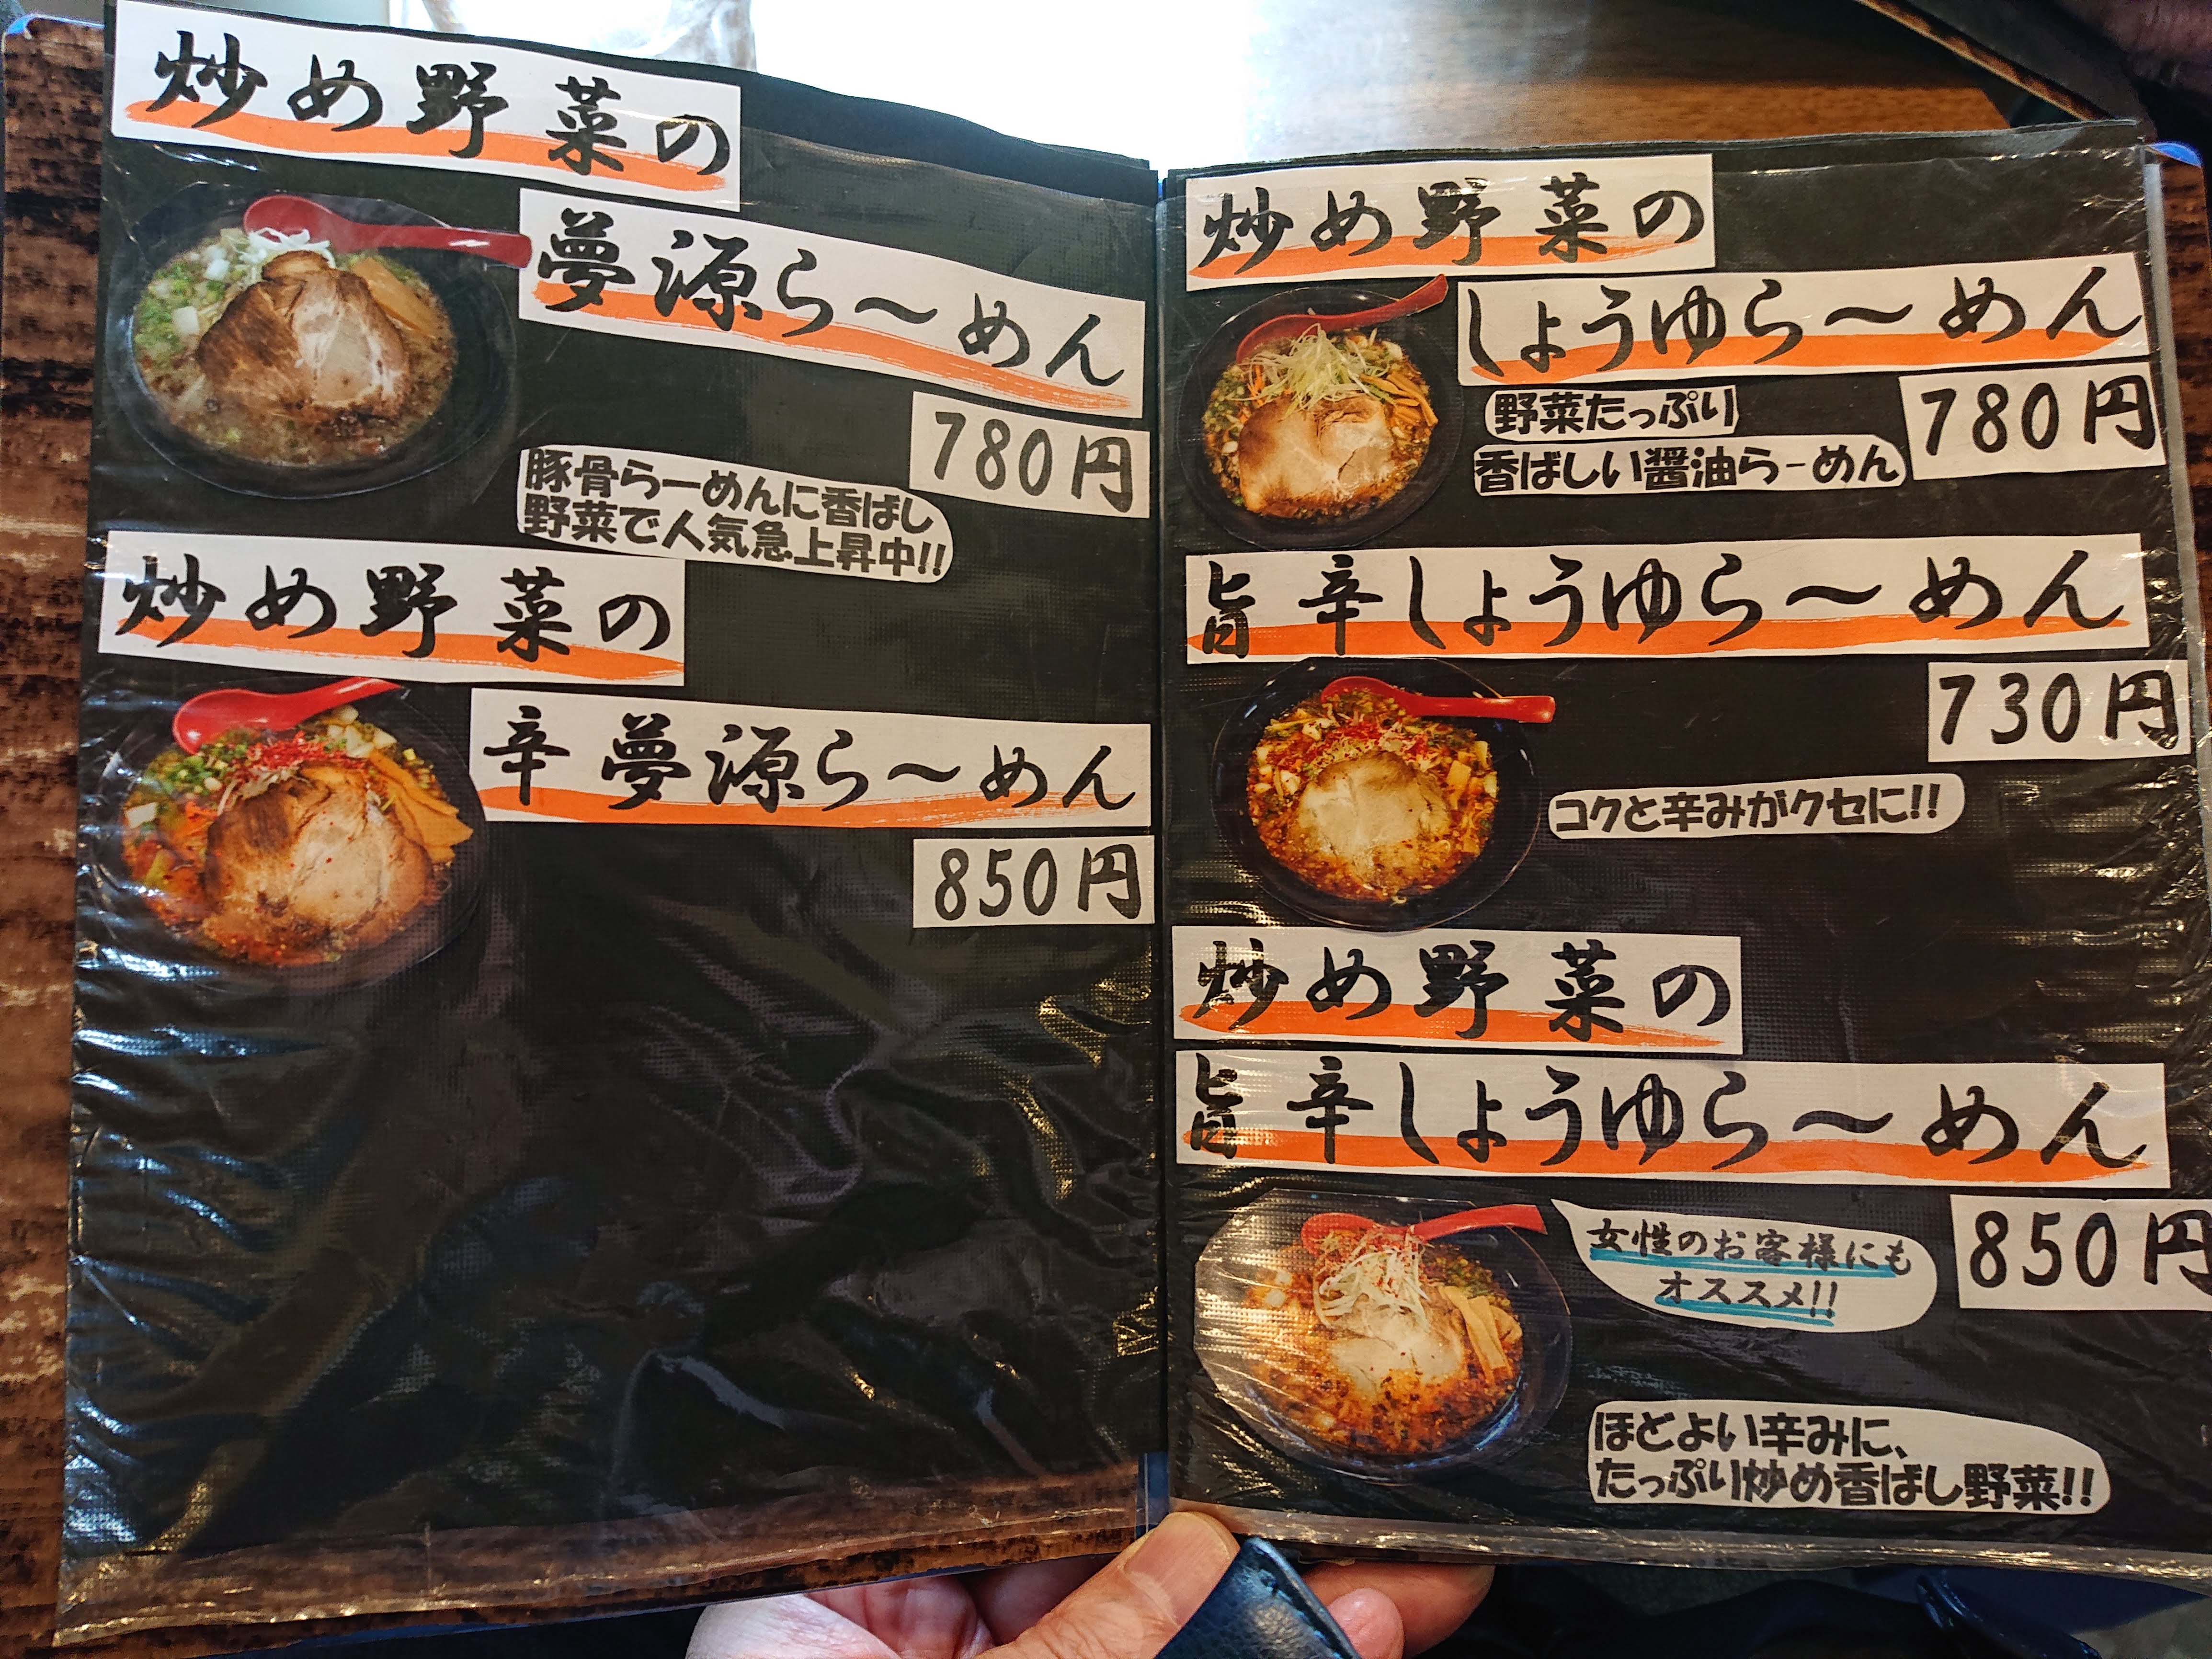 炒め野菜の
夢源ら〜めん
780円
豚骨らーめんに香ばし
野菜で人気急上昇中!!
炒め野菜の
辛夢源ら〜めん
850円
炒め野菜の
しょうゆら〜めん
780円
野菜たっぷり
香ばしい醤油らーめん
旨辛しょうゆら〜めん
730円
コクと辛みがクセに!!
炒め野菜の
旨辛しょうゆら〜めん
850円
女性のお客様にも
オススメ!!
ほどよい辛みに、
たっぷり炒め香ばし野菜!!